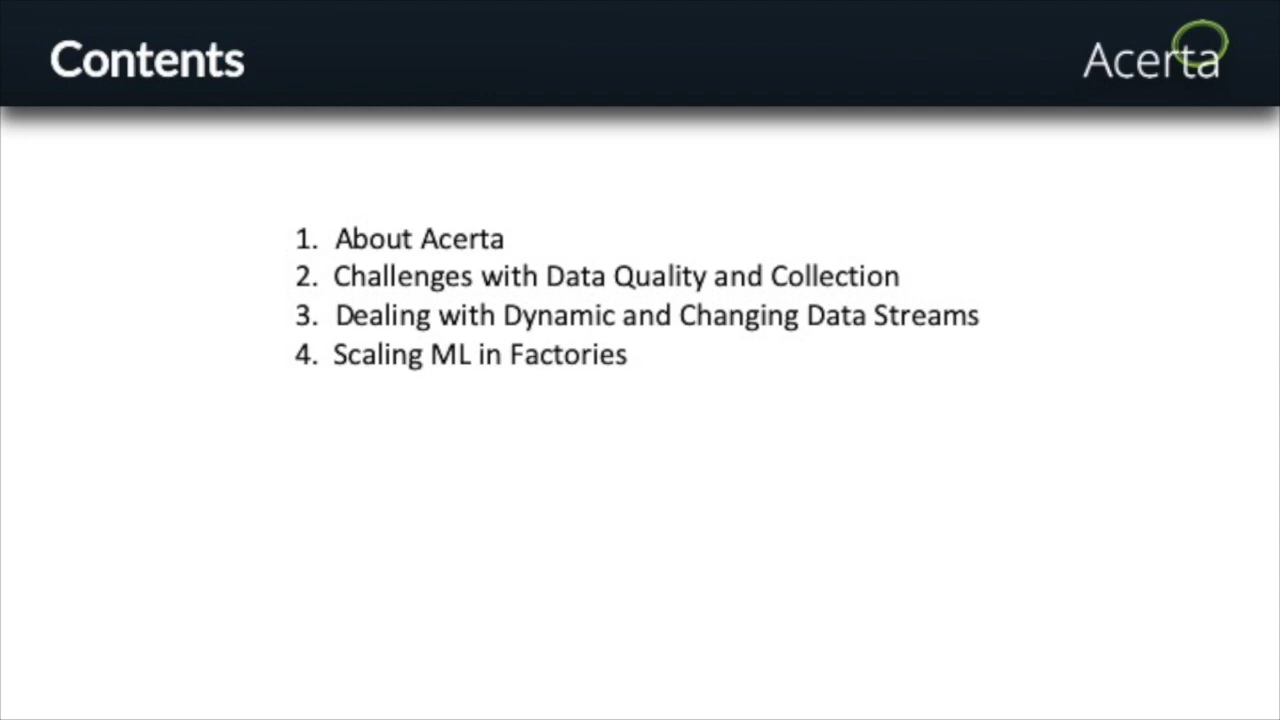 Contents
Acerta
1. About Acerta
2. Challenges with Data Quality and Collection
3. Dealing with Dynamic and Changing Data Streams
4. Scaling ML in Factories